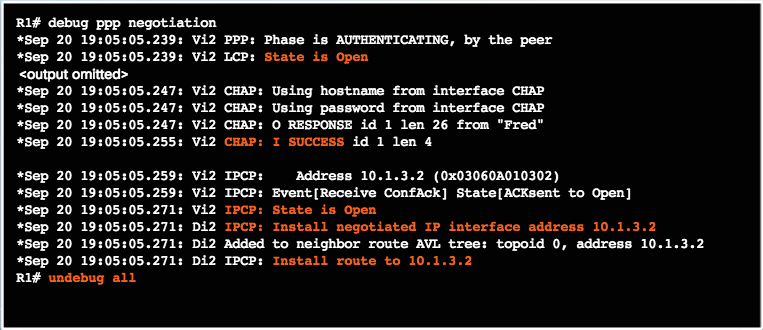 R1# debug ppp negotiation
*Sep 20 19:05:05.239: Vi2 PPP: Phase is AUTHENTICATING, by the peer
*Sep 20 19:05:05.239: Vi2 LCP: State is Open
<output omitted>
*Sep 20 19:05:05.247: Vi2 CHAP: Using hostname from interface CHAP
*Sep 20 19:05:05.247: Vi2 CHAP: Using password from interface CHAP
*Sep 20 19:05:05.247: Vi2 CHAP: O RESPONSE id 1 len 26 from "Fred"
*Sep 20 19:05:05.255: Vi2 CHAP: I SUCCESS id 1 len 4
*Sep 20 19:05:05.259: Vi2 IPCP:    Address 10.1.3.2 (0x03060A010302)
*Sep 20 19:05:05.259: Vi2 IPCP: Event[Receive ConfAck] State[ACKsent to Open]
*Sep 20 19:05:05.271: Vi2 IPCP: State is Open
*Sep 20 19:05:05.271: Di2 IPCP: Install negotiated IP interface address 10.1.3.2
*Sep 20 19:05:05.271: Di2 Added to neighbor route AVL tree: topoid 0, address 10.1.3.2
*Sep 20 19:05:05.271: Di2 IPCP: Install route to 10.1.3.2
R1# undebug all